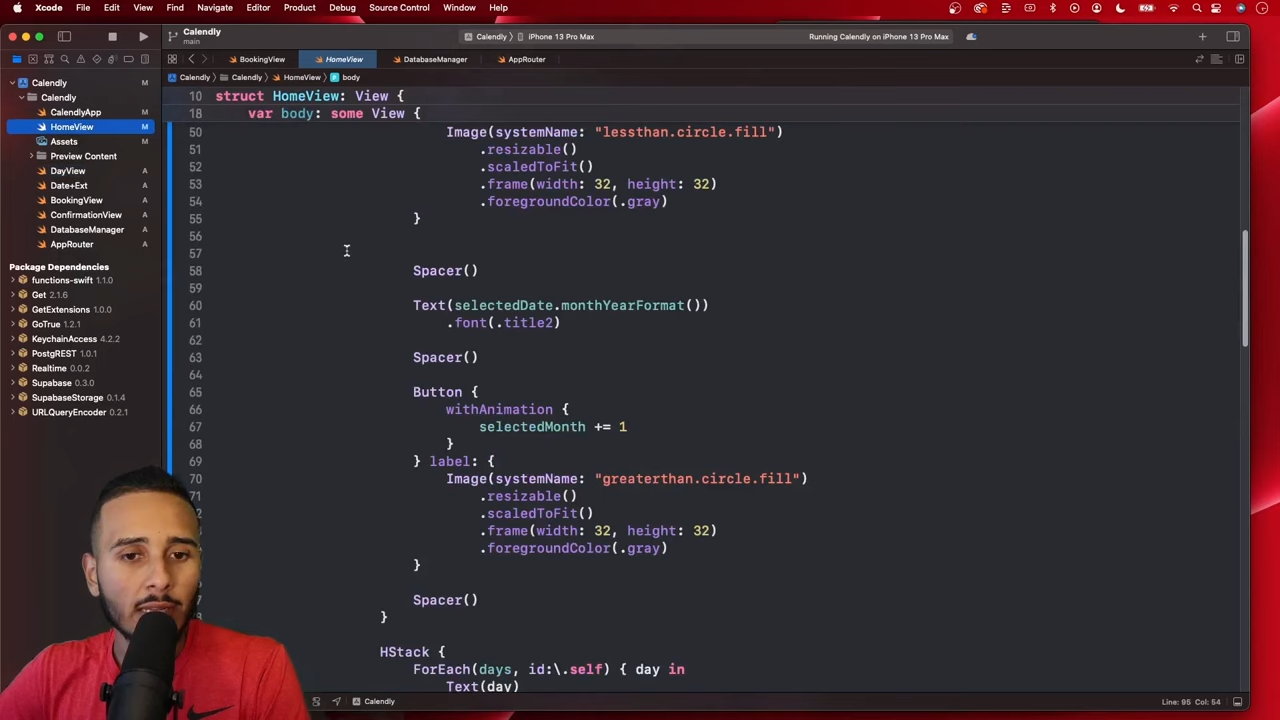 Xcode File Edit View Find Navigate Editor Product Debug Source Control Window Help
Calendly
main
Calendly 〉 iPhone 13 Pro Max
Running Calendly on iPhone 13 Pro Max
BookingView HomeView DatabaseManager AppRouter
Calendly 〉 Calendly 〉 HomeView 〉 P body
Calendly M
Calendly
CalendlyApp M
HomeView M
Assets M
Preview Content
DayView A
Date+Ext A
BookingView A
ConfirmationView A
DatabaseManager A
AppRouter A
Package Dependencies
functions-swift 1.1.0
Get 2.1.6
GetExtensions 1.0.0
GoTrue 1.2.1
KeychainAccess 4.2.2
PostgREST 1.0.1
Realtime 0.0.2
Supabase 0.3.0
SupabaseStorage 0.1.4
URLQueryEncoder 0.2.1
10 struct HomeView: View {
18 var body: some View {
50 Image(systemName: "lessthan.circle.fill")
51 .resizable()
52 .scaledToFit()
53 .frame(width: 32, height: 32)
54 .foregroundColor(.gray)
55 }
56
57
58 Spacer()
59
60 Text(selectedDate.monthYearFormat())
61 .font(.title2)
62
63 Spacer()
64
65 Button {
66 withAnimation {
67 selectedMonth += 1
68 }
69 } label: {
70 Image(systemName: "greaterthan.circle.fill")
71 .resizable()
.scaledToFit()
.frame(width: 32, height: 32)
.foregroundColor(.gray)
}
Spacer()
}
HStack {
ForEach(days, id:\.self) { day in
Text(day)
Calendly
Line: 95 Col: 54